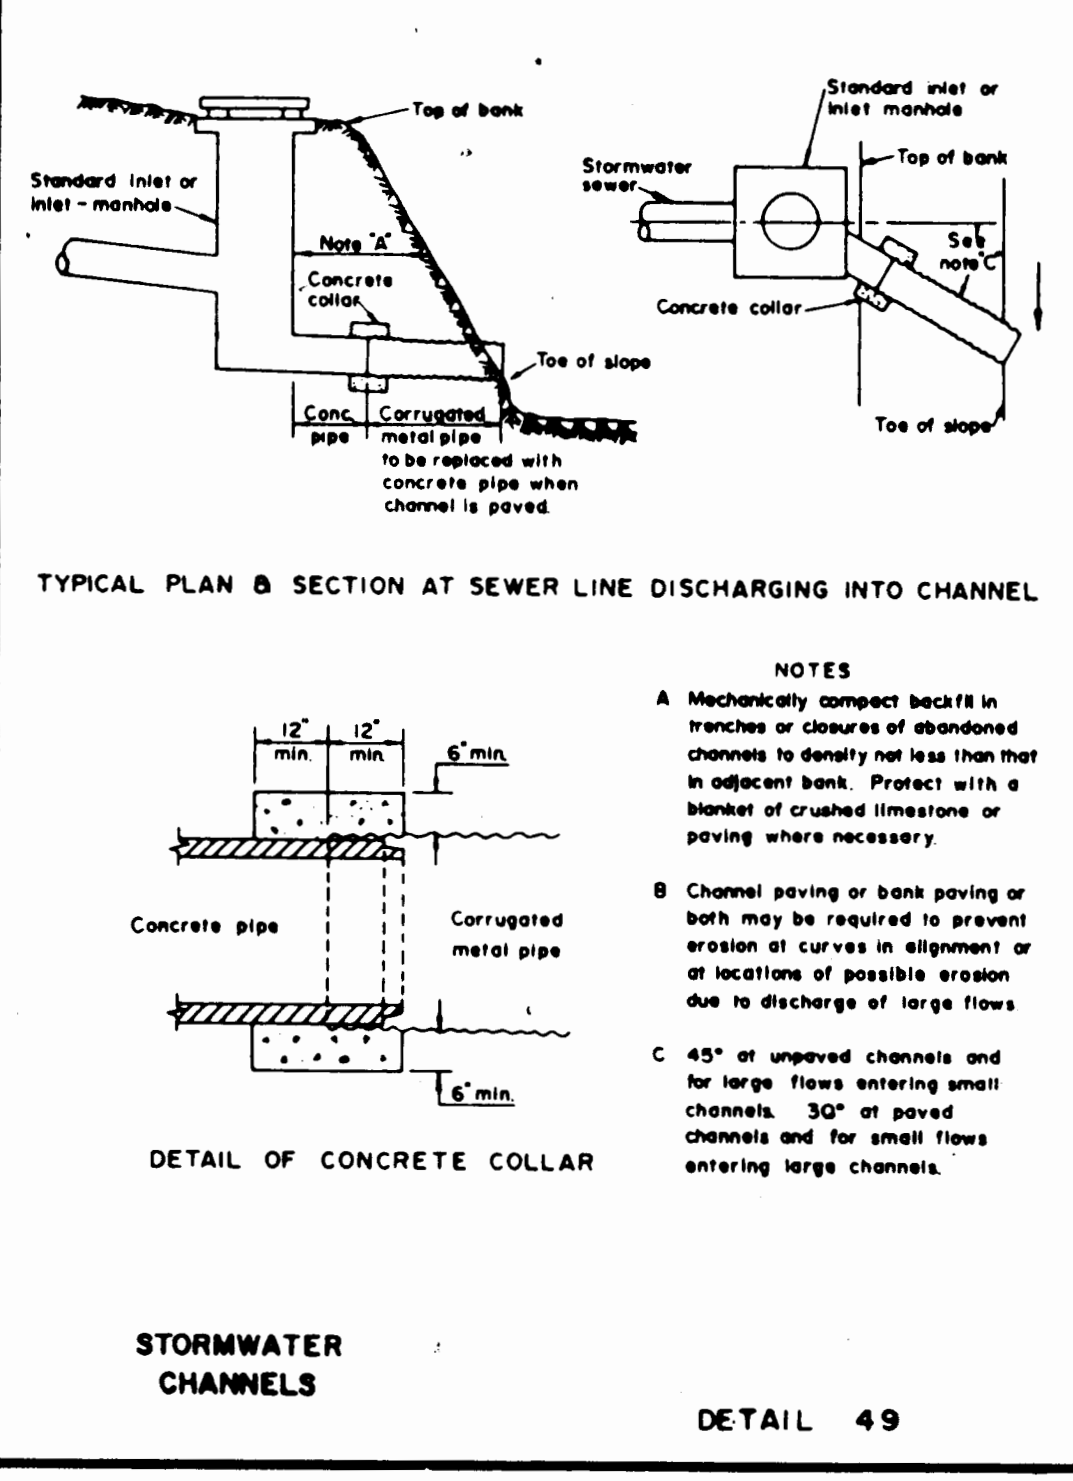 Top of bank
Standard inlet or
inlet - manhole
Note "A"
Concrete
collar
Toe of slope
Conc.
pipe
Corrugated
metal pipe
to be replaced with
concrete pipe when
channel is paved.
Standard inlet or
inlet manhole
Stormwater
sewer
Top of bank
See
note "C"
Concrete collar
Toe of slope
TYPICAL PLAN & SECTION AT SEWER LINE DISCHARGING INTO CHANNEL
12" 12"
min. min.
6" min.
Concrete pipe
Corrugated
metal pipe
6" min.
DETAIL OF CONCRETE COLLAR
NOTES
A Mechanically compact backfill in
trenches or closures of abandoned
channels to density not less than that
in adjacent bank. Protect with a
blanket of crushed limestone or
paving where necessary.
B Channel paving or bank paving or
both may be required to prevent
erosion at curves in alignment or
at locations of possible erosion
due to discharge of large flows
C 45° at unpaved channels and
for large flows entering small
channels. 30° at paved
channels and for small flows
entering large channels.
STORMWATER
CHANNELS
DETAIL 49